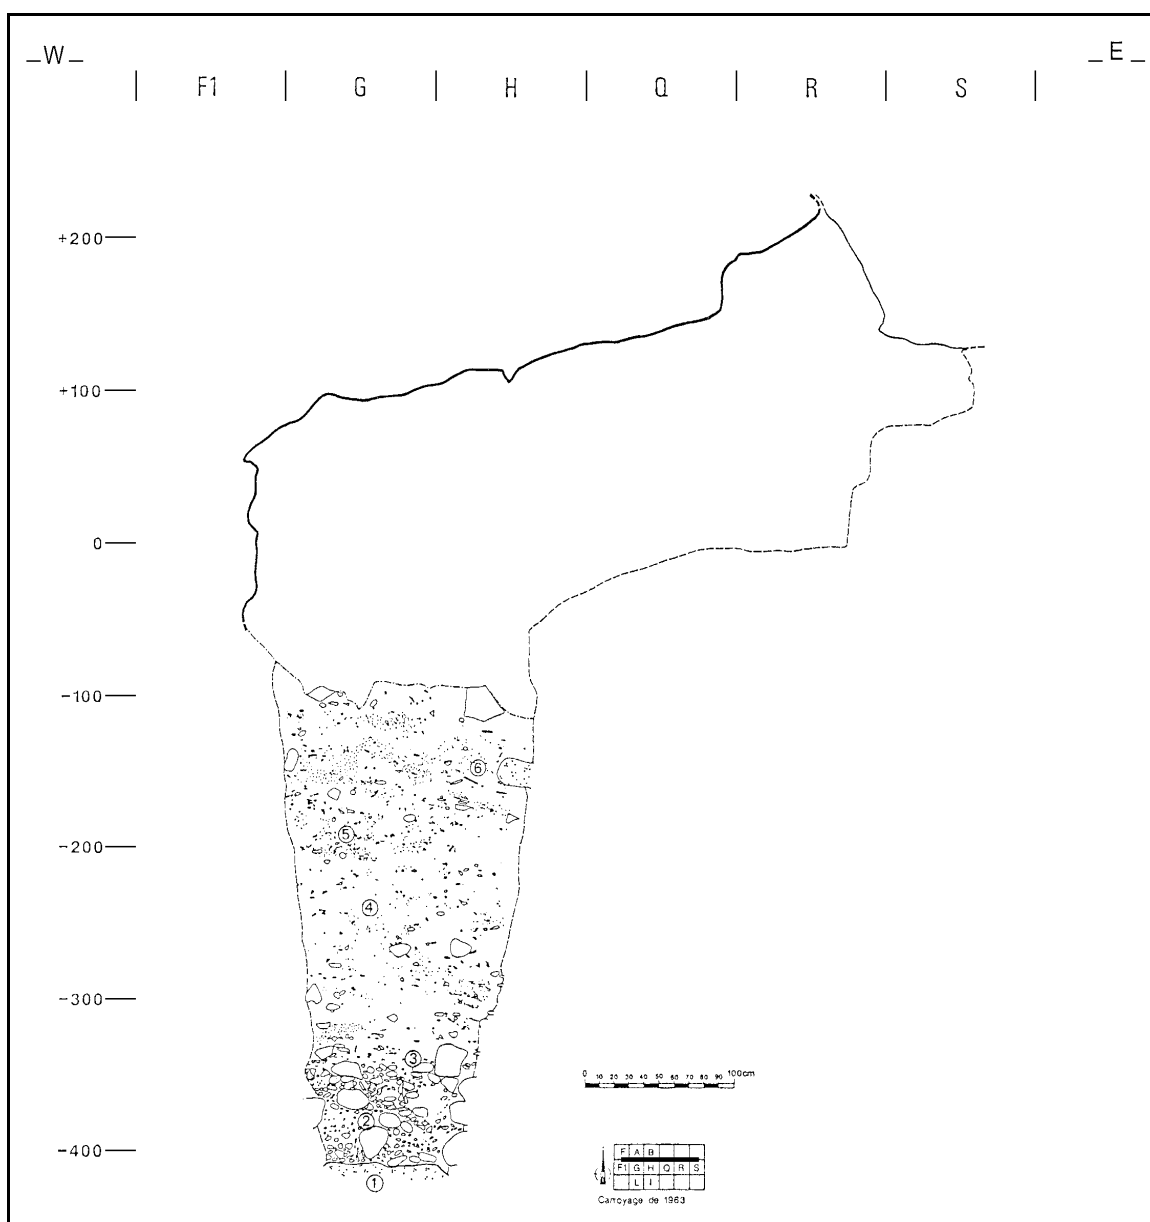 _W_ _E_
F1 G H Q R S
+200
+100
0
-100
⑥
⑤
-200
④
-300
③
0 10 20 30 40 50 60 70 80 90 100cm
②
-400
F A B
F1 G H Q R S
L I
①
Carroyage de 1963